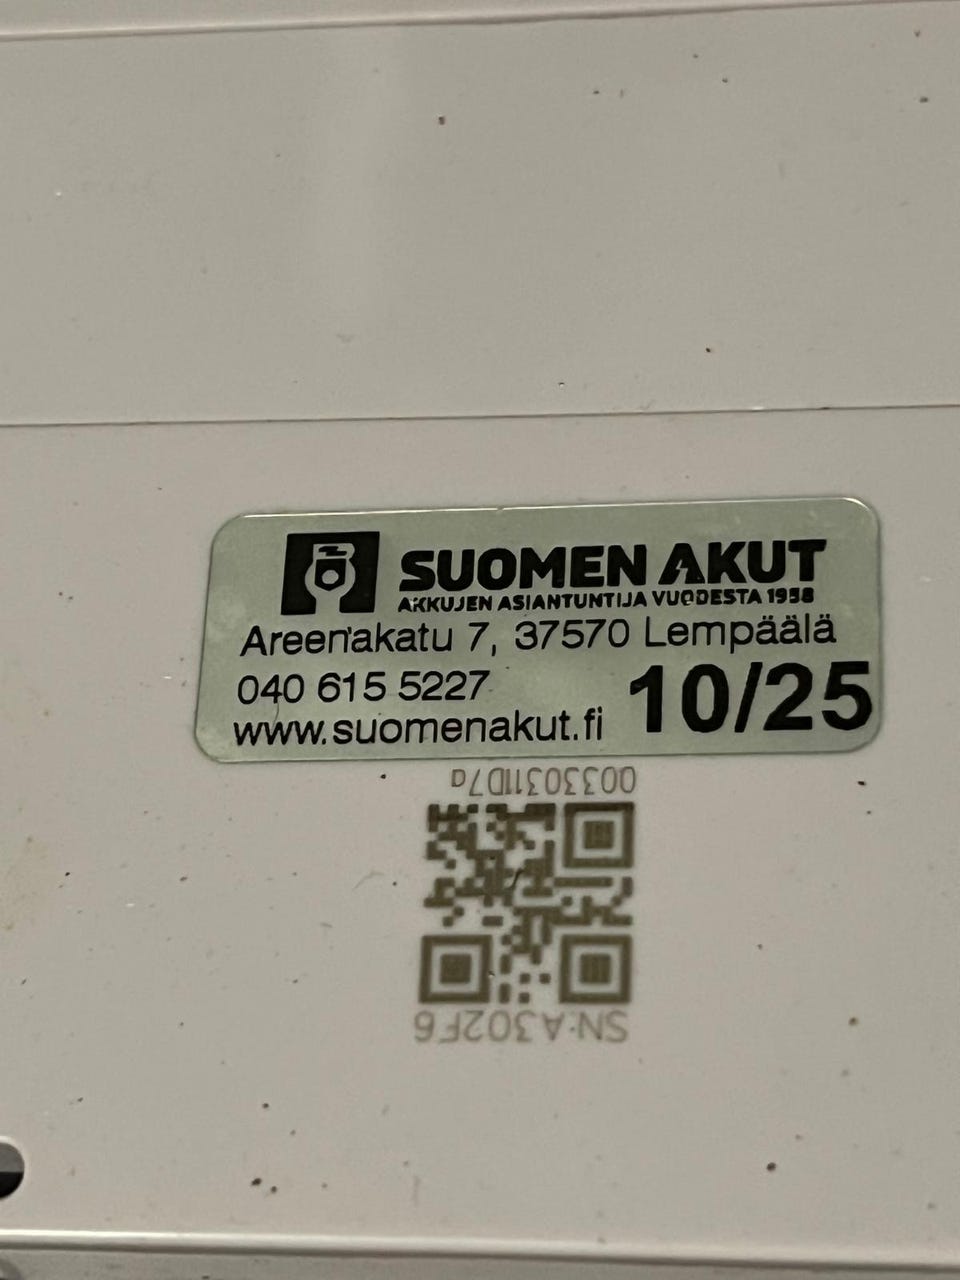 SUOMEN AKUT
AKKUJEN ASIANTUNTIJA VUODESTA 1958
Areenakatu 7, 37570 Lempäälä
040 615 5227
10/25
www.suomenakut.fi
SN:A302F6
00330311D7a